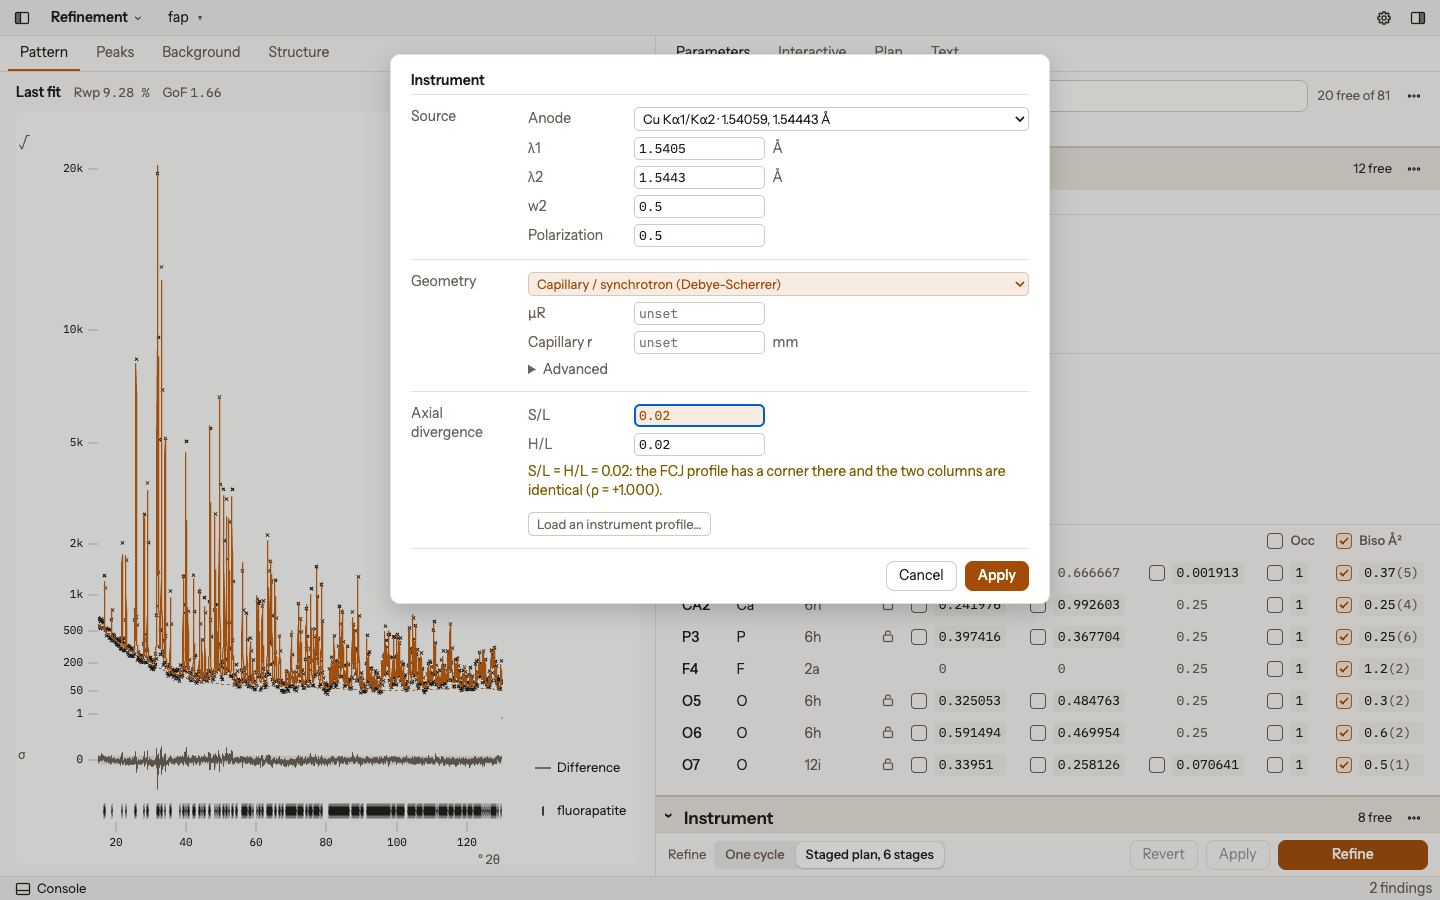 Refinement
fap
Pattern
Peaks
Background
Structure
Last fit Rwp 9.28 % GoF 1.66
√
20k
10k
5k
2k
1k
500
200
50
1
σ
0
Difference
fluorapatite
20 40 60 80 100 120
° 2θ
Parameters Interactive Plan Text
20 free of 81
12 free
Instrument
Source
Anode
Cu Kα1/Kα2 · 1.54059, 1.54443 Å
λ1 1.5405 Å
λ2 1.5443 Å
w2 0.5
Polarization 0.5
Geometry
Capillary / synchrotron (Debye-Scherrer)
μR unset
Capillary r unset mm
Advanced
Axial
divergence
S/L 0.02
H/L 0.02
S/L = H/L = 0.02: the FCJ profile has a corner there and the two columns are
identical (ρ = +1.000).
Load an instrument profile...
Cancel
Apply
Occ Biso Å²
0.666667 0.001913 1 0.37(5)
CA2 Ca 6h 0.241976 0.992603 0.25 1 0.25(4)
P3 P 6h 0.397416 0.367704 0.25 1 0.25(6)
F4 F 2a 0 0 0.25 1 1.2(2)
O5 O 6h 0.325053 0.484763 0.25 1 0.3(2)
O6 O 6h 0.591494 0.469954 0.25 1 0.6(2)
O7 O 12i 0.33951 0.258126 0.070641 1 0.5(1)
Instrument
8 free
Refine One cycle Staged plan, 6 stages Revert Apply Refine
Console
2 findings